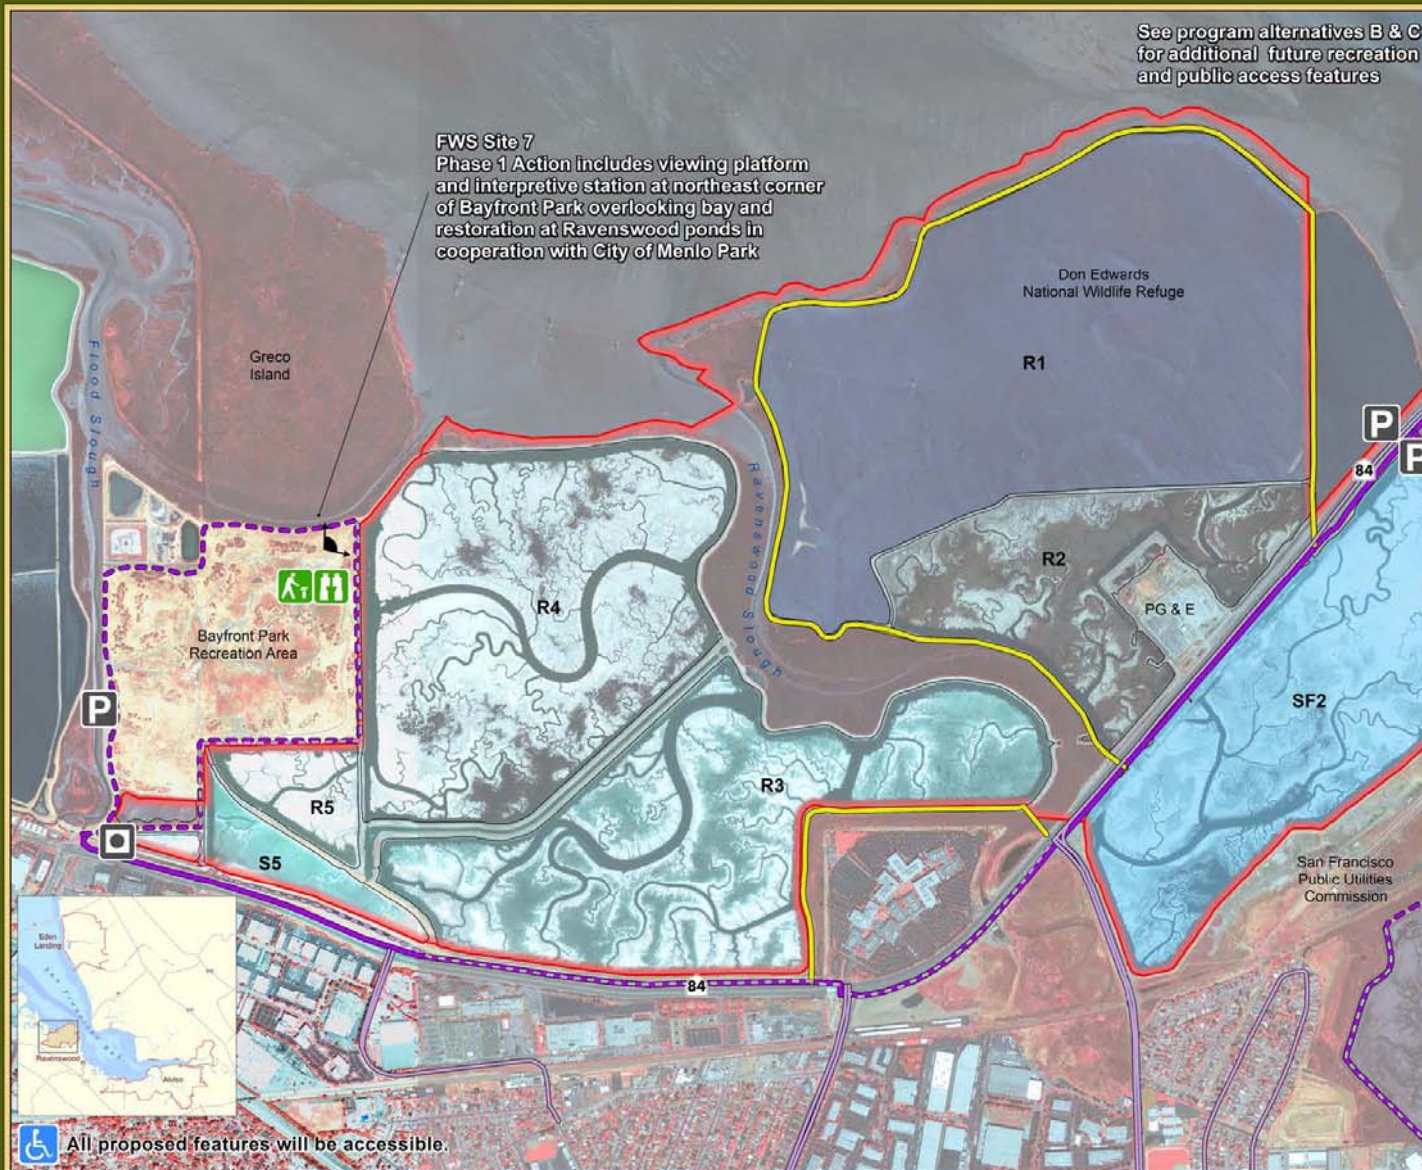 See program alternatives B & C
for additional future recreation
and public access features
FWS Site 7
Phase 1 Action includes viewing platform
and interpretive station at northeast corner
of Bayfront Park overlooking bay and
restoration at Ravenswood ponds in
cooperation with City of Menlo Park
Don Edwards
National Wildlife Refuge
R1
Greco
Island
Flood Slough
P
P
84
Ravenswood Slough
R2
PG & E
R4
Bayfront Park
Recreation Area
P
SF2
R3
R5
S5
San Francisco
Public Utilities
Commission
84
Eden
Landing
Ravenswood
Alviso
All proposed features will be accessible.